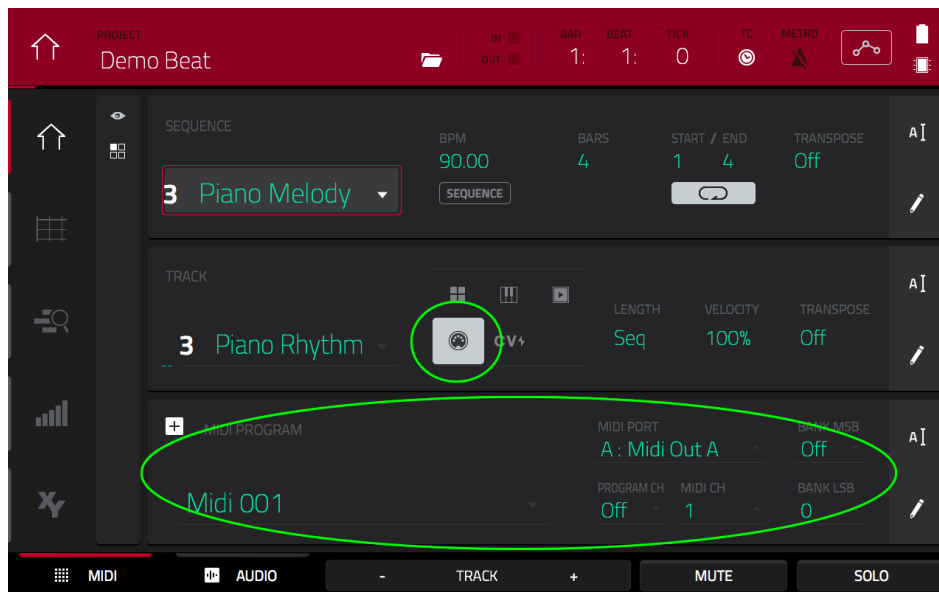 PROJECT
Demo Beat
IN
OUT
BAR BEAT TICK TC METRO
1: 1: 0
SEQUENCE
3 Piano Melody
BPM BARS START / END TRANSPOSE
90.00 4 1 4 Off
SEQUENCE
TRACK
3 Piano Rhythm
CV
LENGTH VELOCITY TRANSPOSE
Seq 100% Off
MIDI PROGRAM
Midi 001
MIDI PORT BANK MSB
A : Midi Out A Off
PROGRAM CH MIDI CH BANK LSB
Off 1 0
A
A
A
XY
MIDI AUDIO - TRACK + MUTE SOLO